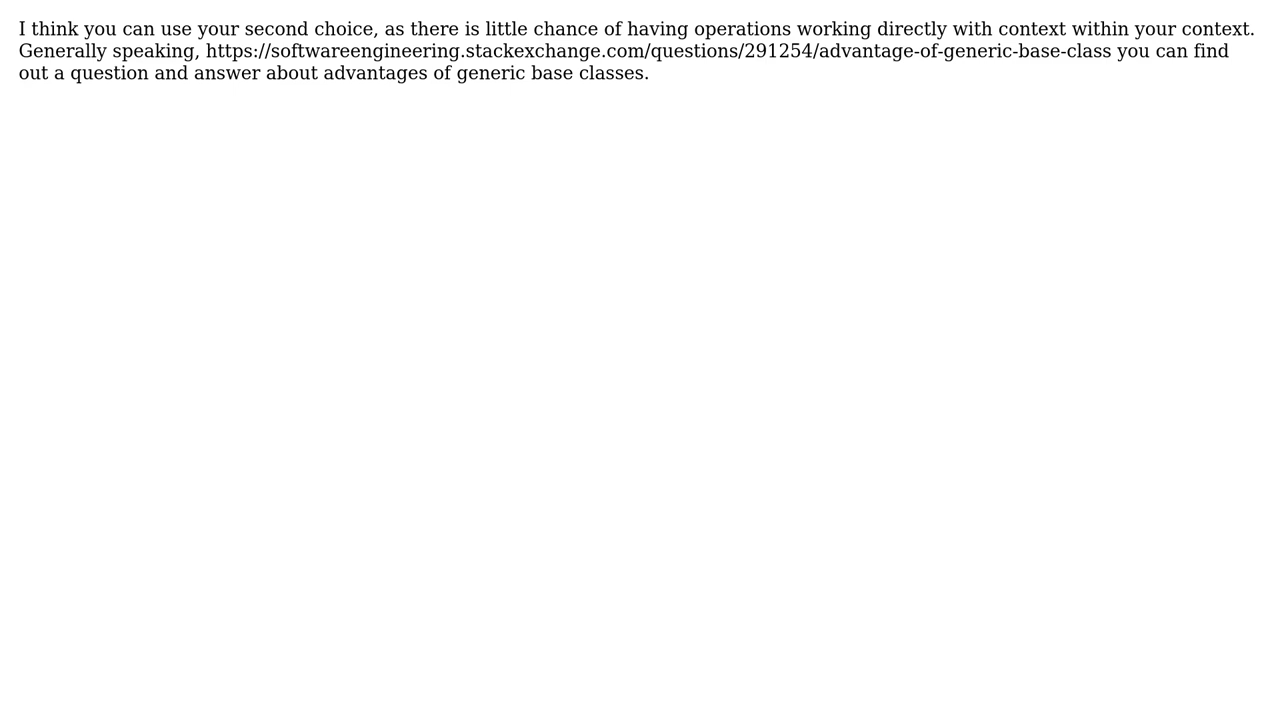 I think you can use your second choice, as there is little chance of having operations working directly with context within your context.
Generally speaking, https://softwareengineering.stackexchange.com/questions/291254/advantage-of-generic-base-class you can find
out a question and answer about advantages of generic base classes.